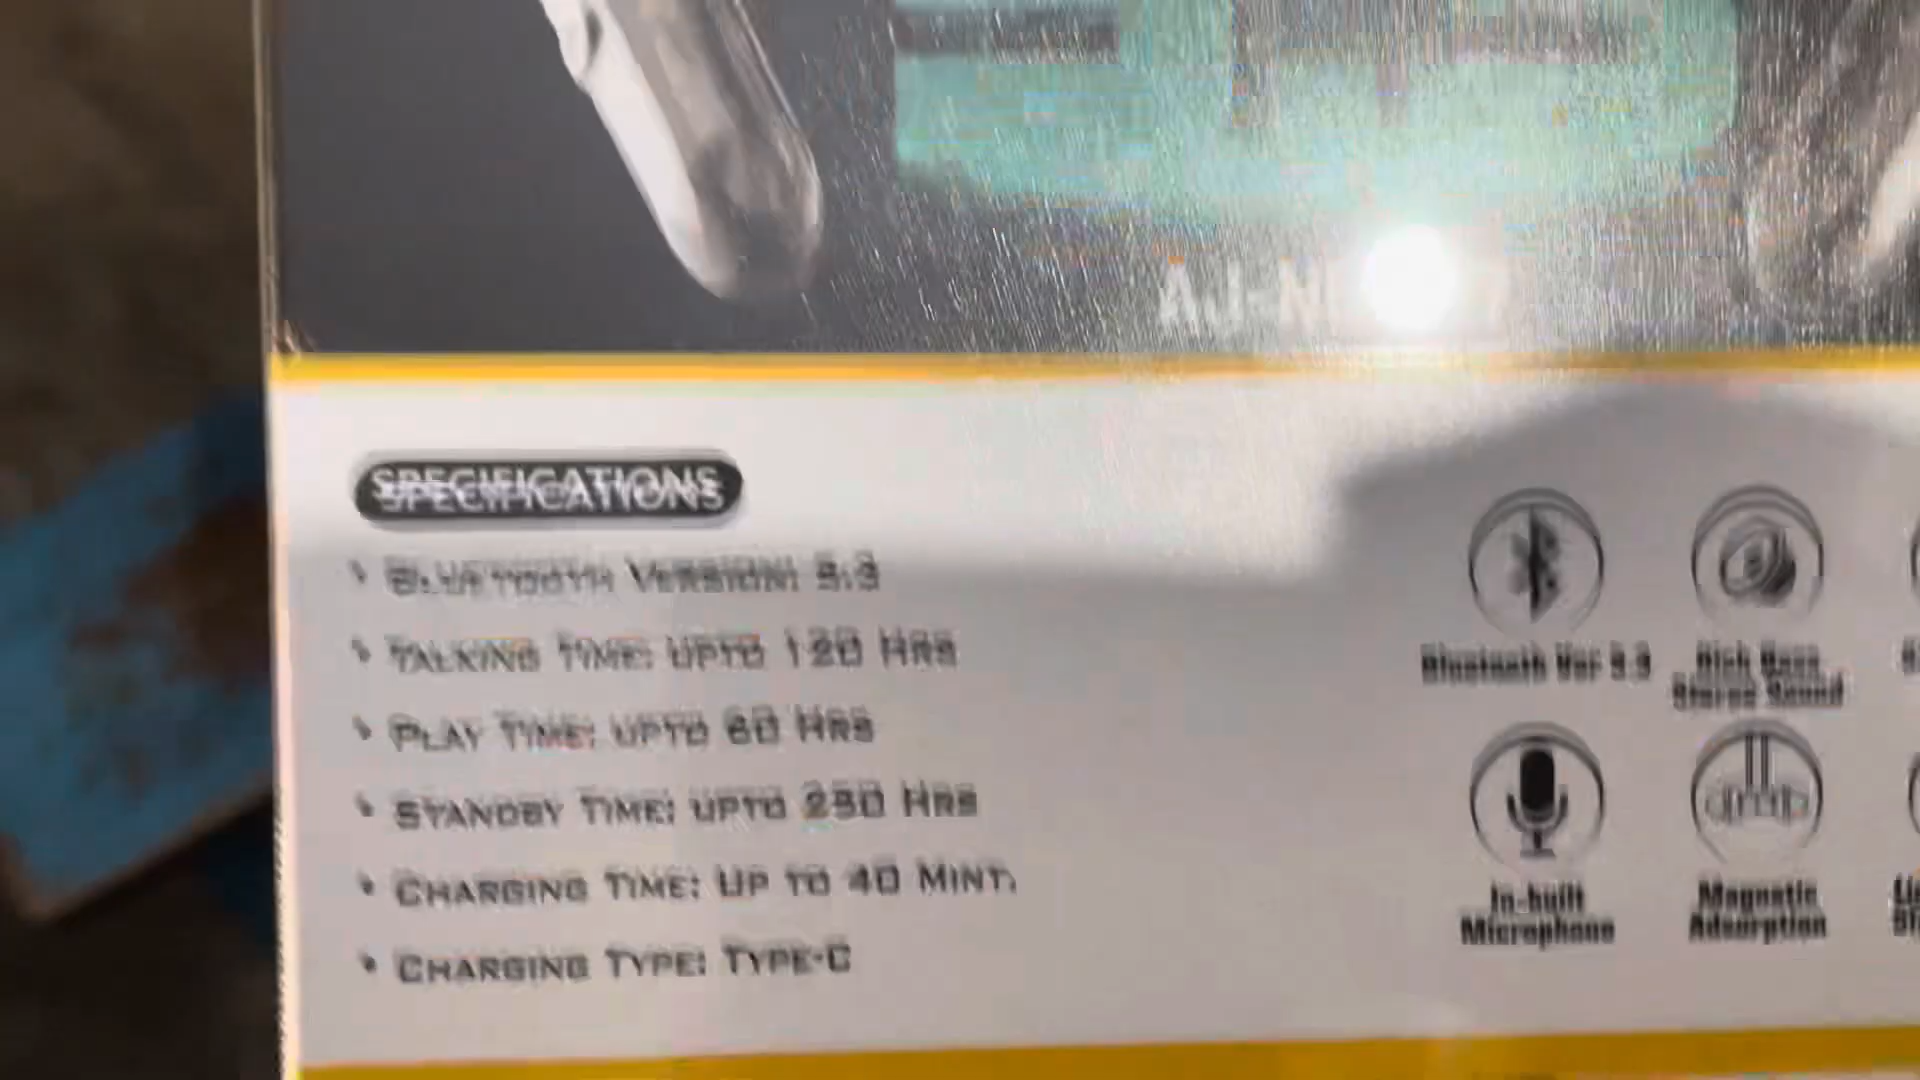 AJ-N
SPECIFICATIONS
BLUETOOTH VERSION: 5.3
TALKING TIME: UPTO 120 HRS
PLAY TIME: UPTO 60 HRS
STANDBY TIME: UPTO 250 HRS
CHARGING TIME: UP TO 40 MINT.
CHARGING TYPE: TYPE-C
Bluetooth Ver 5.3
Rich Bass
Stereo Sound
In-built
Microphone
Magnetic
Adsorption